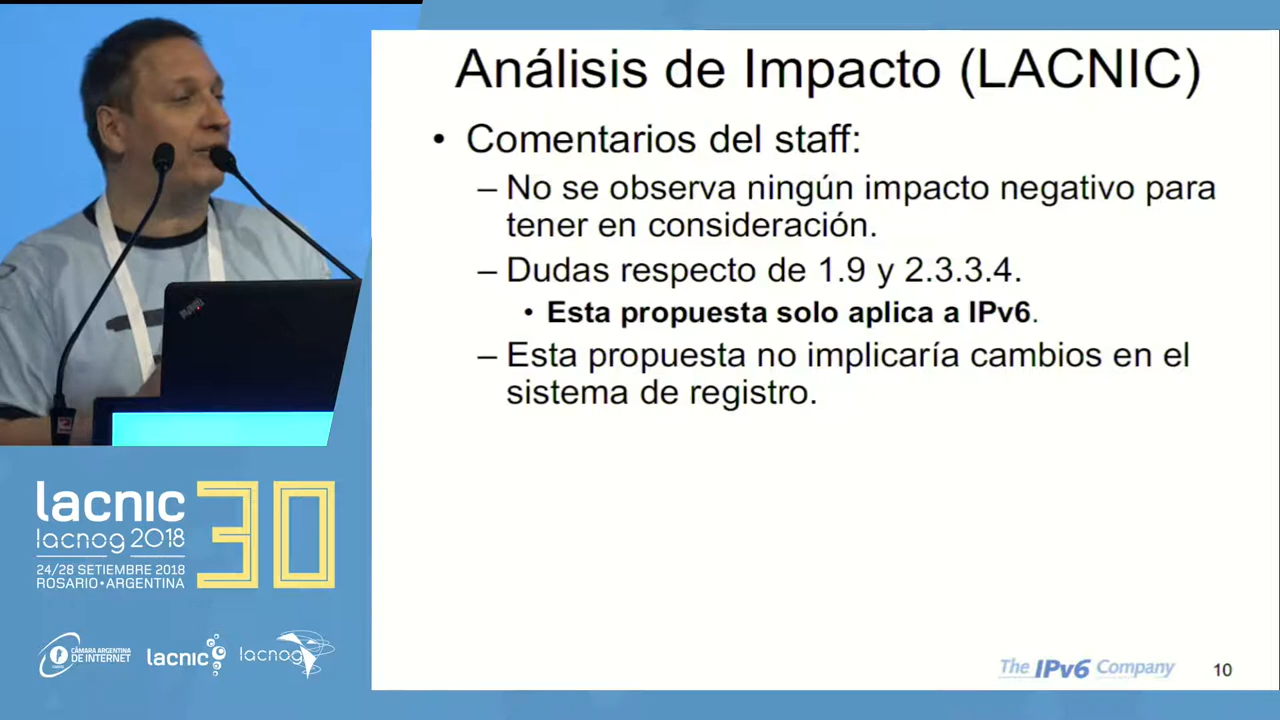 Análisis de Impacto (LACNIC)
• Comentarios del staff:
– No se observa ningún impacto negativo para
tener en consideración.
– Dudas respecto de 1.9 y 2.3.3.4.
• Esta propuesta solo aplica a IPv6.
– Esta propuesta no implicaría cambios en el
sistema de registro.
The IPv6 Company
10
lacnic 30
lacnog 2018
24/28 SETIEMBRE 2018
ROSARIO • ARGENTINA
CÁMARA ARGENTINA
DE INTERNET
lacnic
lacnog